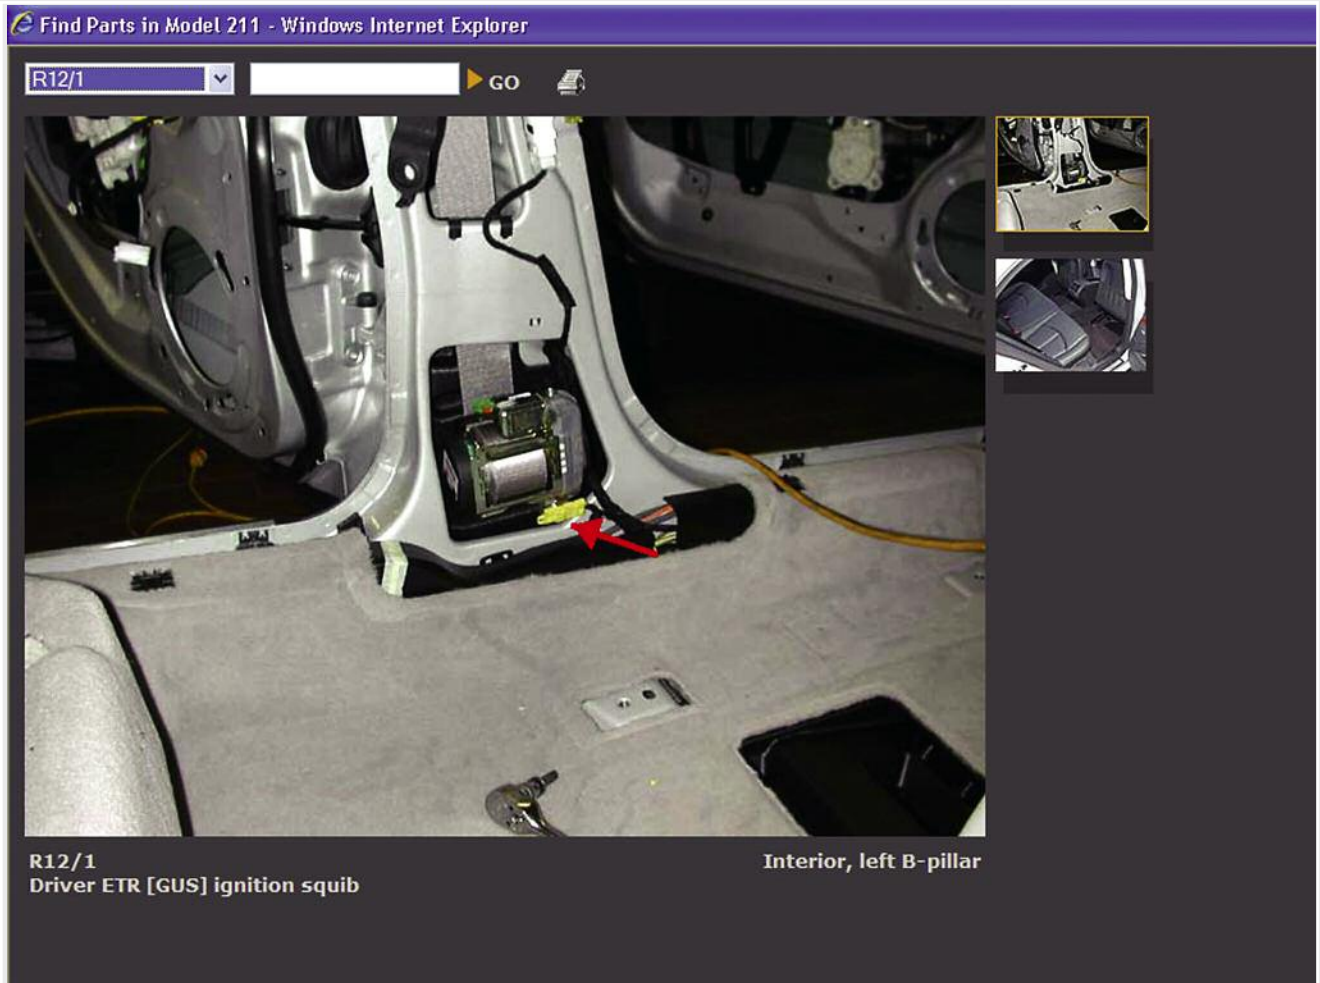 Find Parts in Model 211 - Windows Internet Explorer
R12/1
GO
R12/1
Interior, left B-pillar
Driver ETR [GUS] ignition squib